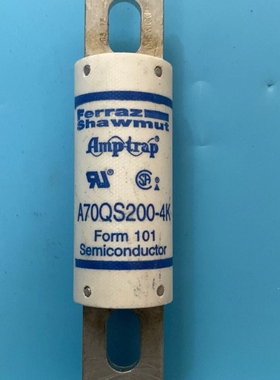 Ferraz
Shawmut
Amp-trap
A70QS200-4K
Form 101
Semiconductor